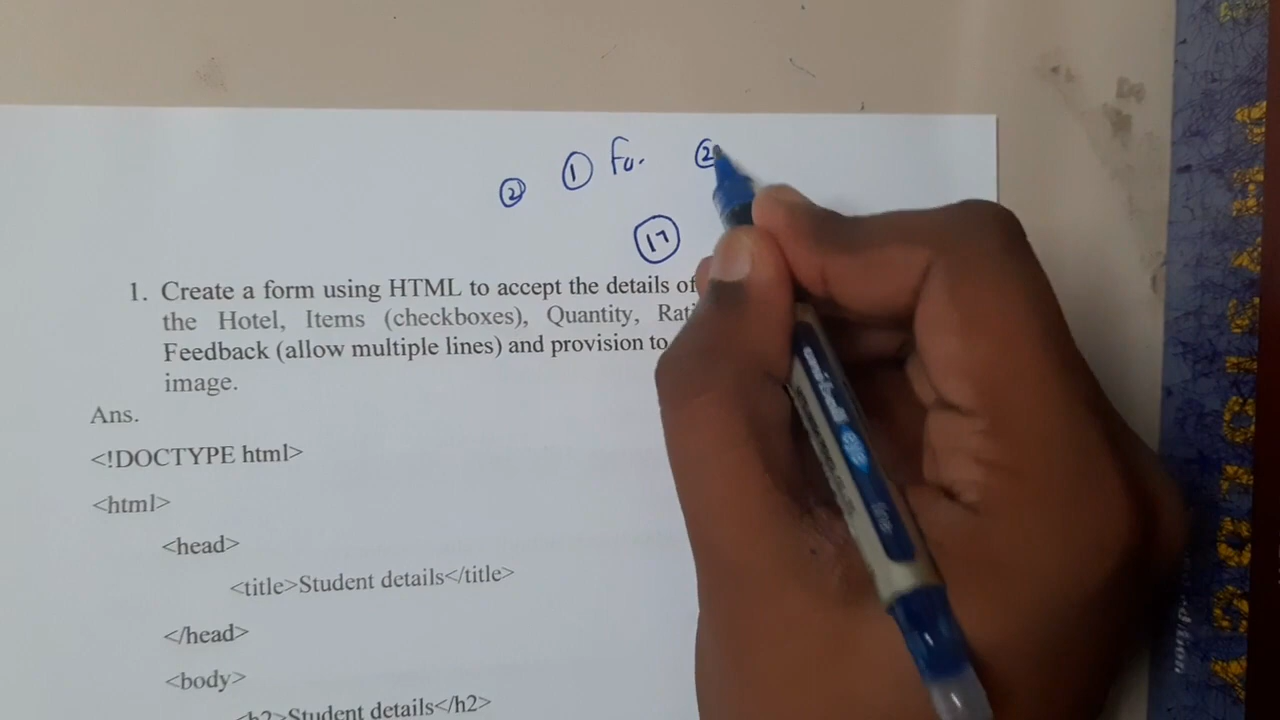 ② ① Fu. ②
⑰
1. Create a form using HTML to accept the details of
the Hotel, Items (checkboxes), Quantity, Rati
Feedback (allow multiple lines) and provision to
image.
Ans.
<!DOCTYPE html>
<html>
<head>
<title>Student details</title>
</head>
<body>
<h2>Student details</h2>